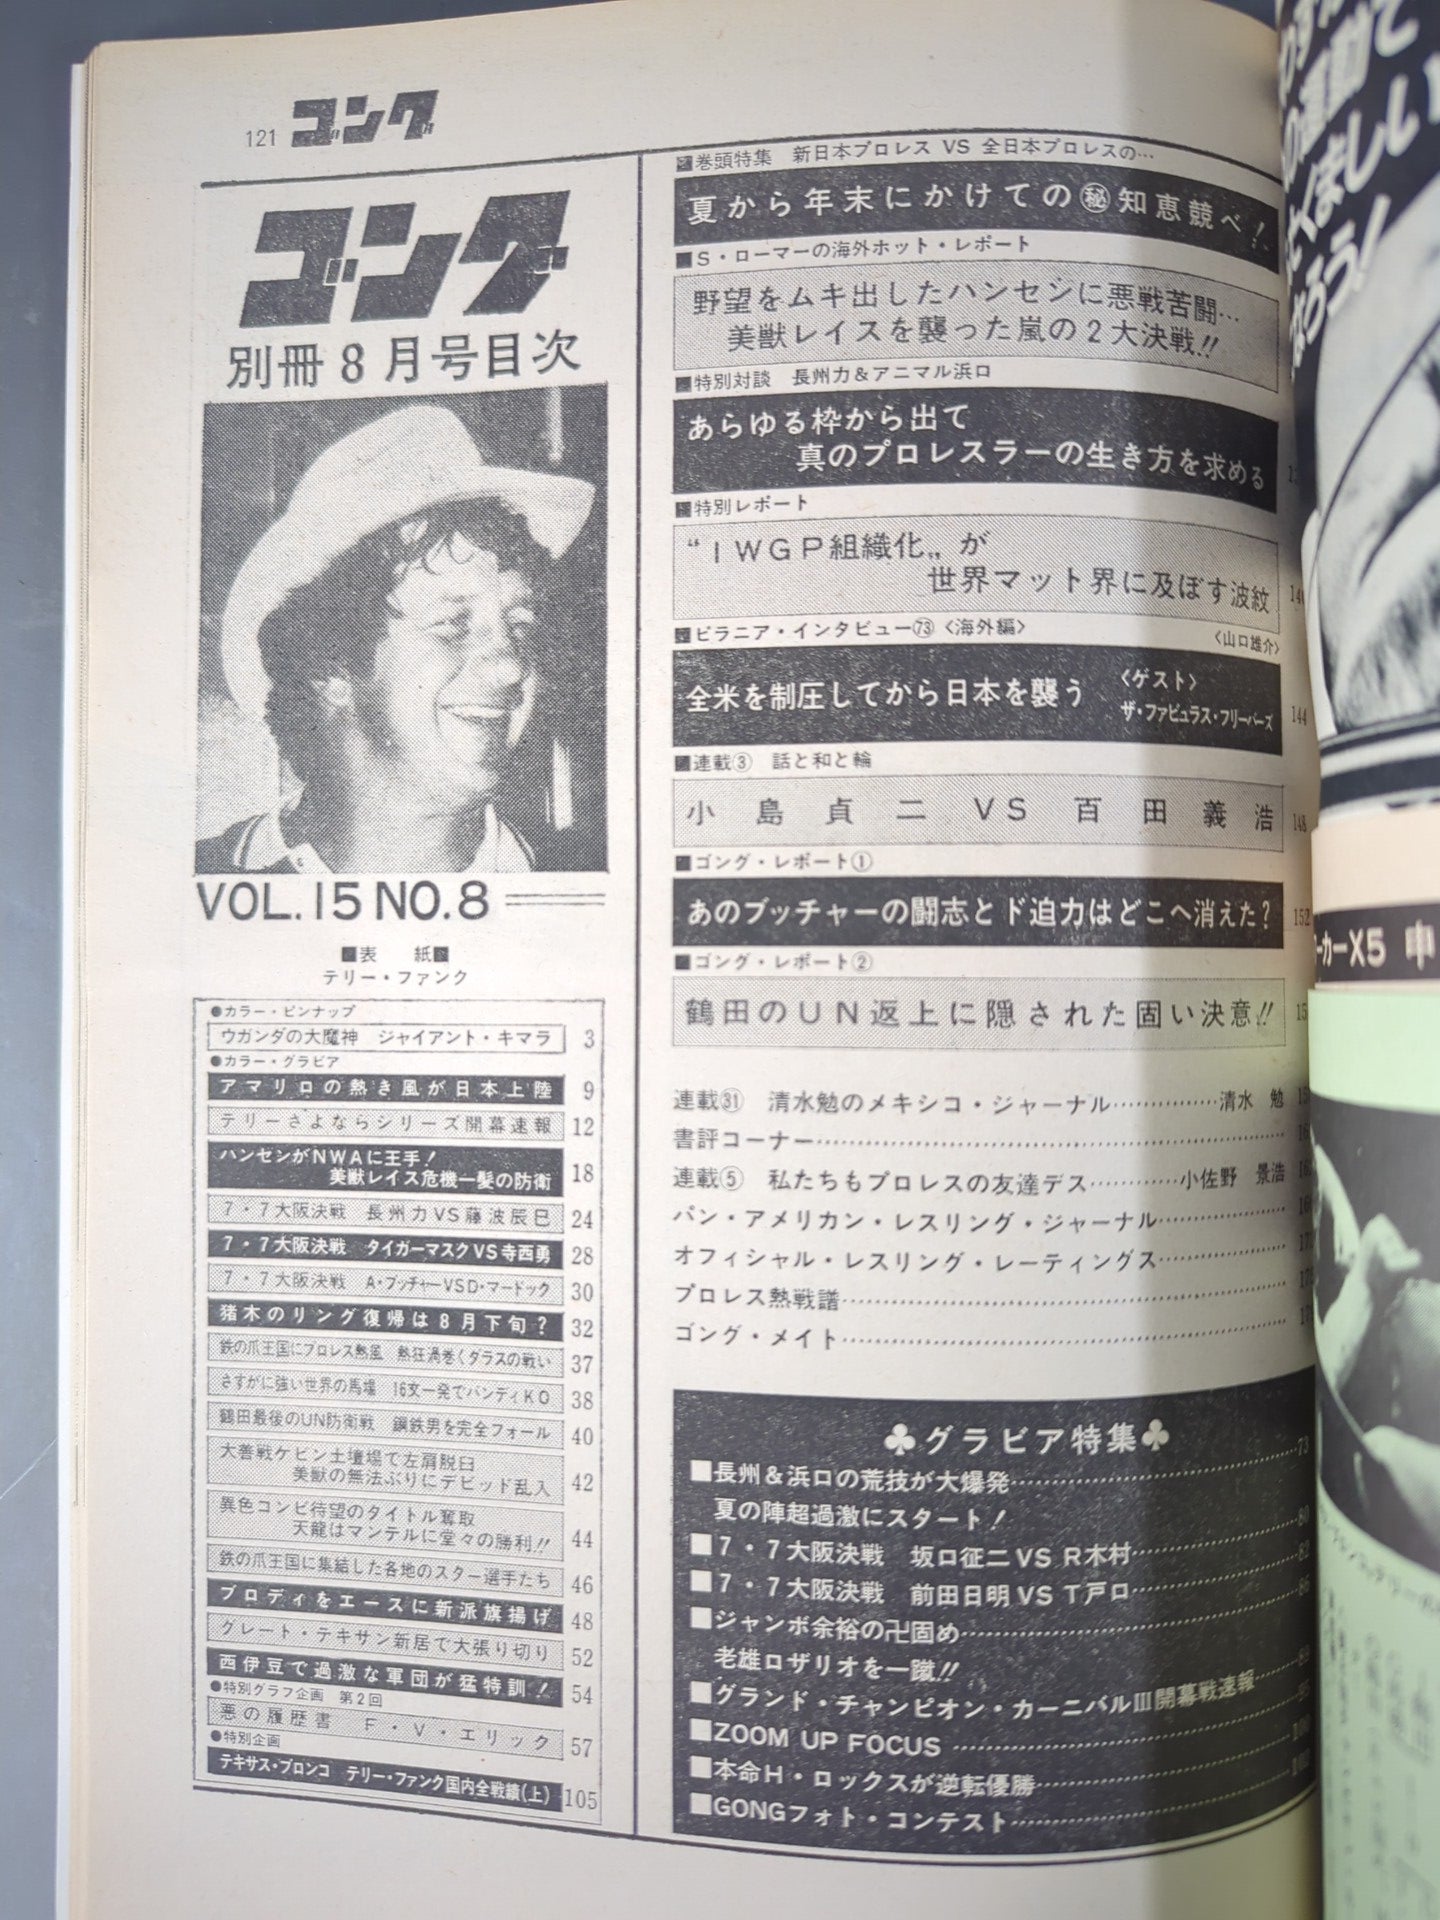 121 ゴング
ゴング
別冊8月号目次
VOL.15 NO.8
■表 紙■
テリー・ファンク
●カラー・ピンナップ
ウガンダの大魔神 ジャイアント・キマラ 3
●カラー・グラビア
アマリロの熱き風が日本上陸 9
テリーさよならシリーズ開幕速報 12
ハンセンがNWAに王手!
美獣レイス危機一髪の防衛 18
7・7大阪決戦 長州力VS藤波辰巳 24
7・7大阪決戦 タイガーマスクVS寺西勇 28
7・7大阪決戦 A・ブッチャーVSD・マードック 30
猪木のリング復帰は8月下旬? 32
鉄の爪王国にプロレス熱風 熱狂渦巻くダラスの戦い 37
さすがに強い世界の馬場 16文一発でバンディKO 38
鶴田最後のUN防衛戦 鋼鉄男を完全フォール 40
大善戦ケビン土壇場で左肩脱臼
美獣の無法ぶりにデビッド乱入 42
異色コンビ待望のタイトル奪取
天龍はマンテルに堂々の勝利!! 44
鉄の爪王国に集結した各地のスター選手たち 46
ブロディをエースに新派旗揚げ 48
グレート・テキサン新居で大張り切り 52
西伊豆で過激な軍団が猛特訓! 54
●特別グラフ企画 第2回
悪の履歴書 F・V・エリック 57
●特別企画
テキサス・ブロンコ テリー・ファンク国内全戦績(上) 105
■巻頭特集 新日本プロレス VS 全日本プロレスの…
夏から年末にかけての㊙知恵競べ!
■S・ローマーの海外ホット・レポート
野望をムキ出したハンセンに悪戦苦闘…
美獣レイスを襲った嵐の2大決戦!!
■特別対談 長州力&アニマル浜口
あらゆる枠から出て
真のプロレスラーの生き方を求める
■特別レポート
“IWGP組織化„が
世界マット界に及ぼす波紋
■ピラニア・インタビュー㊆ 〈海外編〉 〈山口雄介〉
全米を制圧してから日本を襲う 〈ゲスト〉
ザ・ファビュラス・フリーバーズ 144
■連載③ 話と和と輪
小島貞二 VS 百田義浩 148
■ゴング・レポート①
あのブッチャーの闘志とド迫力はどこへ消えた? 152
■ゴング・レポート②
鶴田のUN返上に隠された固い決意!!
連載㉛ 清水勉のメキシコ・ジャーナル……………清水 勉
書評コーナー……………
連載⑤ 私たちもプロレスの友達デス…………小佐野 景浩
パン・アメリカン・レスリング・ジャーナル……………
オフィシャル・レスリング・レーティングス……………
プロレス熱戦譜……………
ゴング・メイト……………
♣グラビア特集♣
■長州&浜口の荒技が大爆発…………… 73
夏の陣超過激にスタート!
■7・7大阪決戦 坂口征二VS R木村…………… 80
■7・7大阪決戦 前田日明VS T戸口…………… 82
■ジャンボ余裕の卍固め…………… 86
老雄ロザリオを一蹴!!
■グランド・チャンピオン・カーニバルIII開幕戦速報…… 89
■ZOOM UP FOCUS…………… 95
■本命H・ロックスが逆転優勝…………… 100
■GONGフォト・コンテスト…………… 102
の運動で
たくましい
なろう!
ーカーX5 申